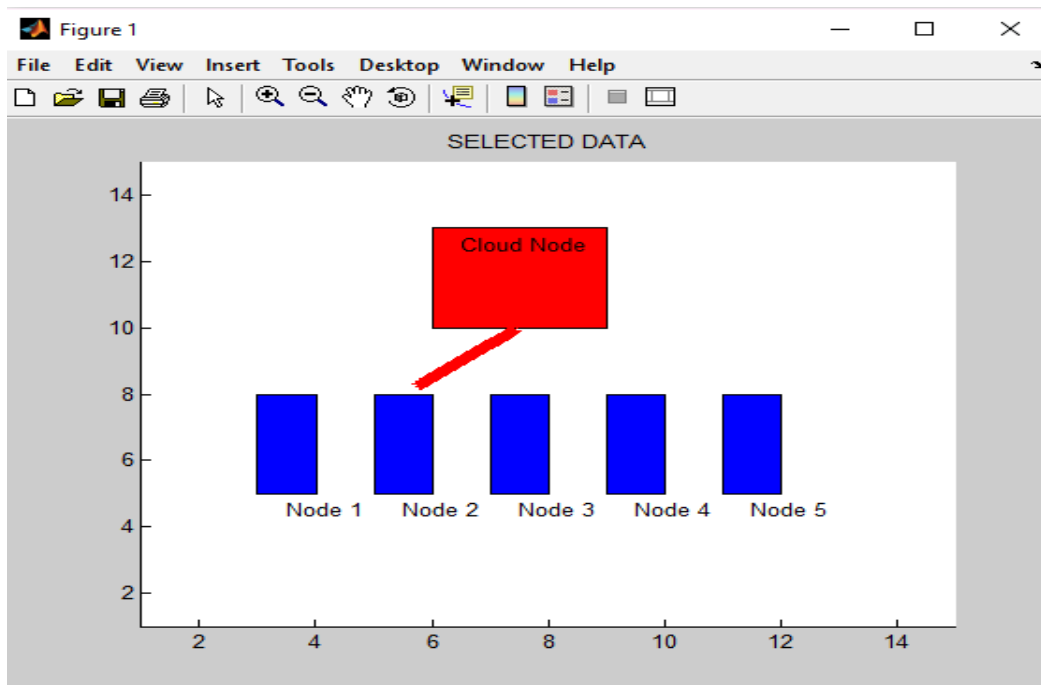 Figure 1
File Edit View Insert Tools Desktop Window Help
SELECTED DATA
14
12
10
8
6
4
2
Cloud Node
Node 1 Node 2 Node 3 Node 4 Node 5
2 4 6 8 10 12 14